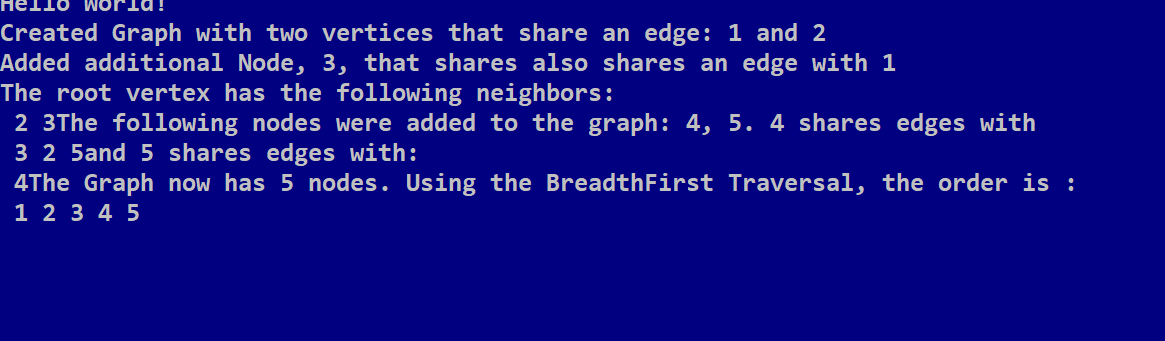 Hello World!
Created Graph with two vertices that share an edge: 1 and 2
Added additional Node, 3, that shares also shares an edge with 1
The root vertex has the following neighbors:
2 3The following nodes were added to the graph: 4, 5. 4 shares edges with
3 2 5and 5 shares edges with:
4The Graph now has 5 nodes. Using the BreadthFirst Traversal, the order is :
1 2 3 4 5